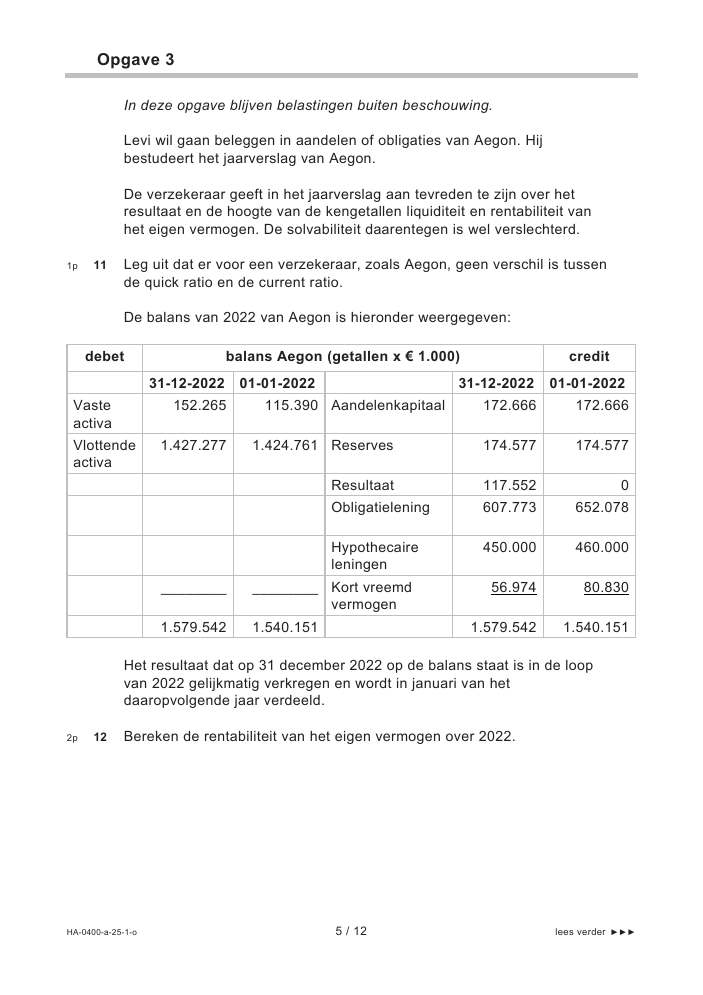 Opgave 3
In deze opgave blijven belastingen buiten beschouwing.
Levi wil gaan beleggen in aandelen of obligaties van Aegon. Hij
bestudeert het jaarverslag van Aegon.
De verzekeraar geeft in het jaarverslag aan tevreden te zijn over het
resultaat en de hoogte van de kengetallen liquiditeit en rentabiliteit van
het eigen vermogen. De solvabiliteit daarentegen is wel verslechterd.
1p 11 Leg uit dat er voor een verzekeraar, zoals Aegon, geen verschil is tussen
de quick ratio en de current ratio.
De balans van 2022 van Aegon is hieronder weergegeven:
debet balans Aegon (getallen x € 1.000) credit
31-12-2022 01-01-2022 31-12-2022 01-01-2022
Vaste 152.265 115.390 Aandelenkapitaal 172.666 172.666
activa
Vlottende 1.427.277 1.424.761 Reserves 174.577 174.577
activa
Resultaat 117.552 0
Obligatielening 607.773 652.078
Hypothecaire 450.000 460.000
leningen
Kort vreemd 56.974 80.830
vermogen
1.579.542 1.540.151 1.579.542 1.540.151
Het resultaat dat op 31 december 2022 op de balans staat is in de loop
van 2022 gelijkmatig verkregen en wordt in januari van het
daaropvolgende jaar verdeeld.
2p 12 Bereken de rentabiliteit van het eigen vermogen over 2022.
HA-0400-a-25-1-o 5 / 12 lees verder ►►►